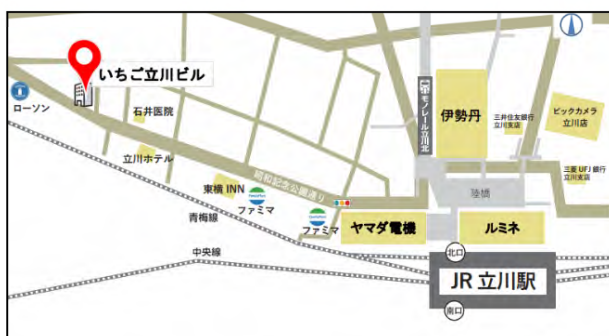 いちご立川ビル
ローソン
石井医院
立川ホテル
東横INN
昭和記念公園通り
ファミマ
ファミマ
青梅線
中央線
モノレール立川北
伊勢丹
三井住友銀行
立川支店
ビックカメラ
立川店
三菱UFJ銀行
立川支店
陸橋
ヤマダ電機
ルミネ
北口
JR立川駅
南口